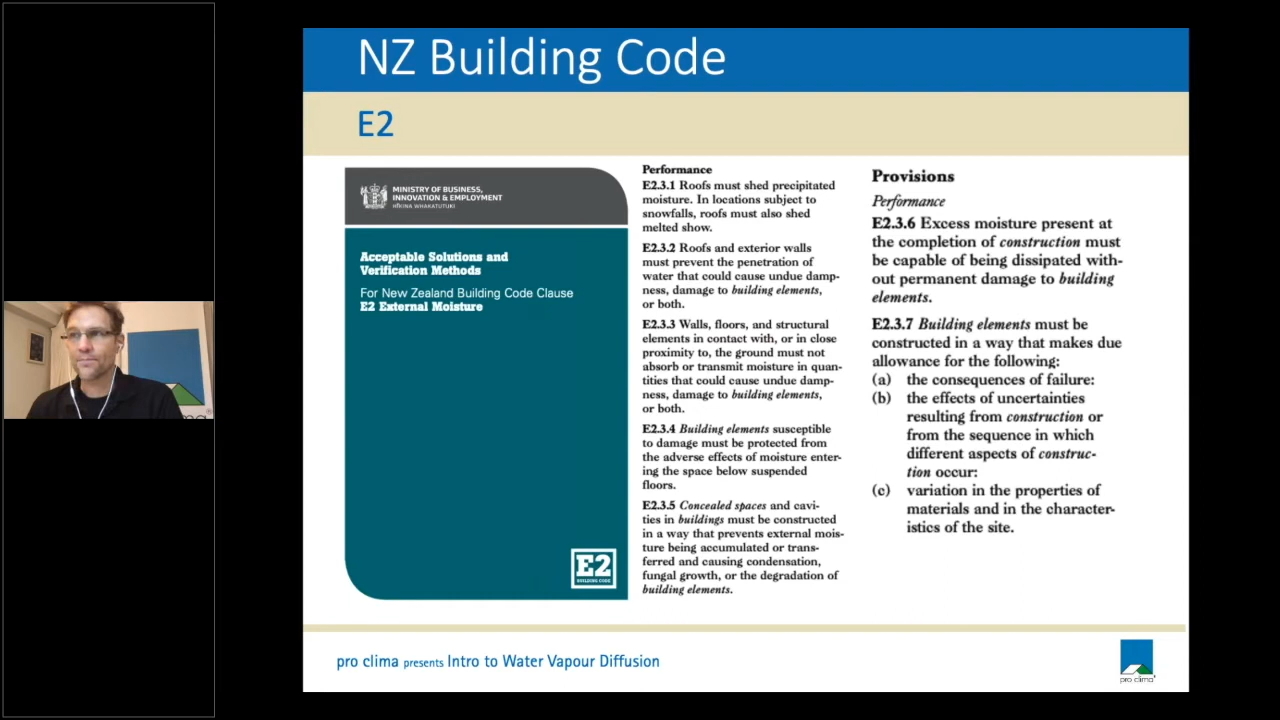 NZ Building Code
E2
MINISTRY OF BUSINESS,
INNOVATION & EMPLOYMENT
HĪKINA WHAKATUTUKI
Acceptable Solutions and
Verification Methods
For New Zealand Building Code Clause
E2 External Moisture
E2
BUILDING CODE
Performance
E2.3.1 Roofs must shed precipitated
moisture. In locations subject to
snowfalls, roofs must also shed
melted show.
E2.3.2 Roofs and exterior walls
must prevent the penetration of
water that could cause undue damp-
ness, damage to building elements,
or both.
E2.3.3 Walls, floors, and structural
elements in contact with, or in close
proximity to, the ground must not
absorb or transmit moisture in quan-
tities that could cause undue damp-
ness, damage to building elements,
or both.
E2.3.4 Building elements susceptible
to damage must be protected from
the adverse effects of moisture enter-
ing the space below suspended
floors.
E2.3.5 Concealed spaces and cavi-
ties in buildings must be constructed
in a way that prevents external mois-
ture being accumulated or trans-
ferred and causing condensation,
fungal growth, or the degradation of
building elements.
Provisions
Performance
E2.3.6 Excess moisture present at
the completion of construction must
be capable of being dissipated with-
out permanent damage to building
elements.
E2.3.7 Building elements must be
constructed in a way that makes due
allowance for the following:
(a) the consequences of failure:
(b) the effects of uncertainties
resulting from construction or
from the sequence in which
different aspects of construc-
tion occur:
(c) variation in the properties of
materials and in the character-
istics of the site.
pro clima presents Intro to Water Vapour Diffusion
pro clima